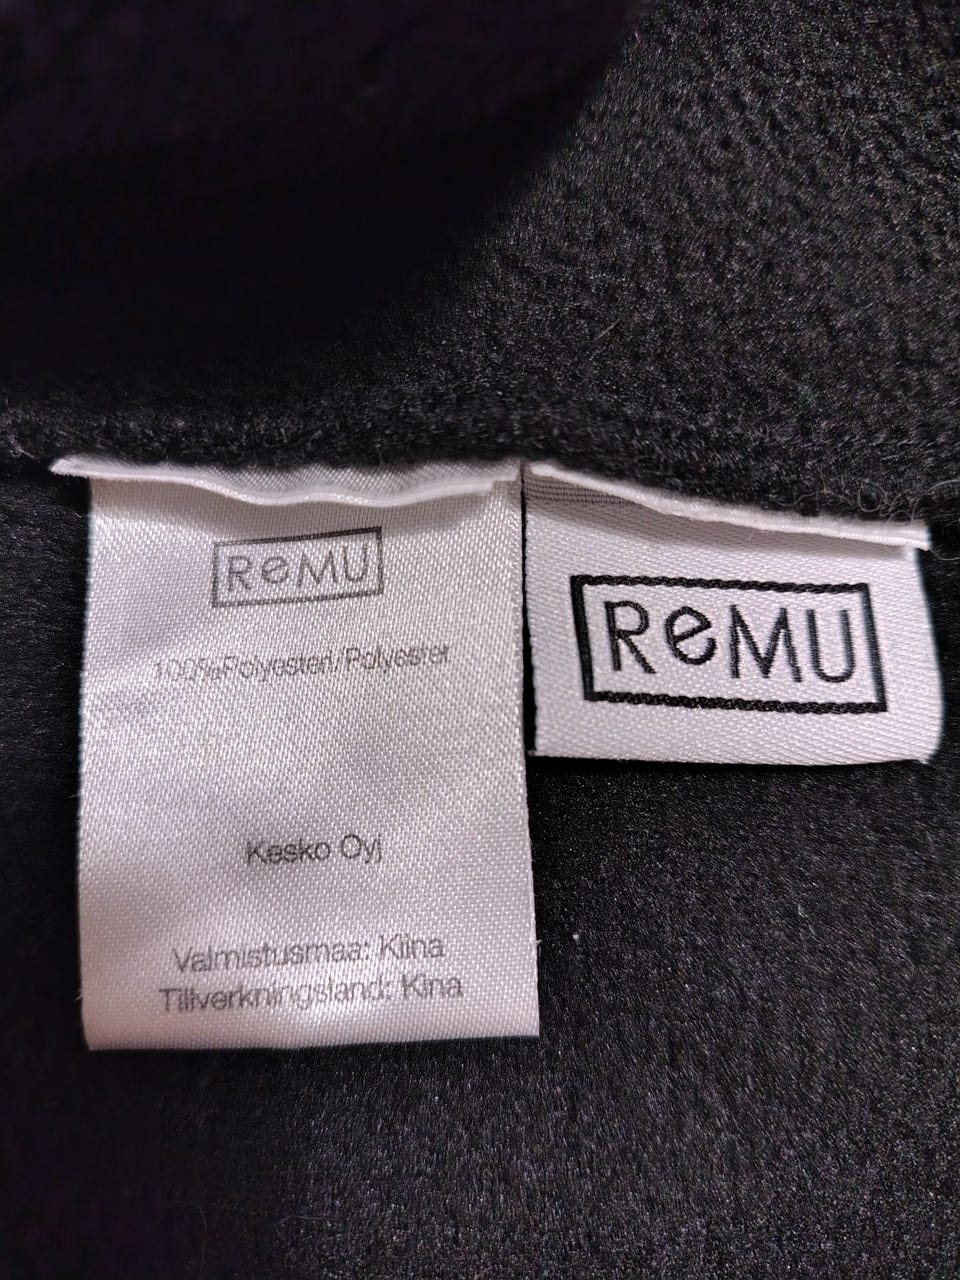 ReMU
100%Polyesteri/Polyester
Kesko Oyj
Valmistusmaa: Kiina
Tillverkningsland: Kina
ReMU